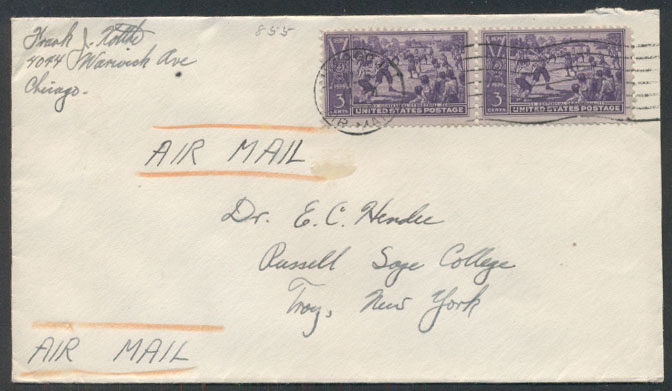 Frank J.
4044 Warwick Ave
Chicago.
855
3 CENTS
UNITED STATES POSTAGE
3 CENTS
UNITED STATES POSTAGE
AIR MAIL
Dr. E. C. Hendee
Russell Sage College
Troy, New York
AIR MAIL